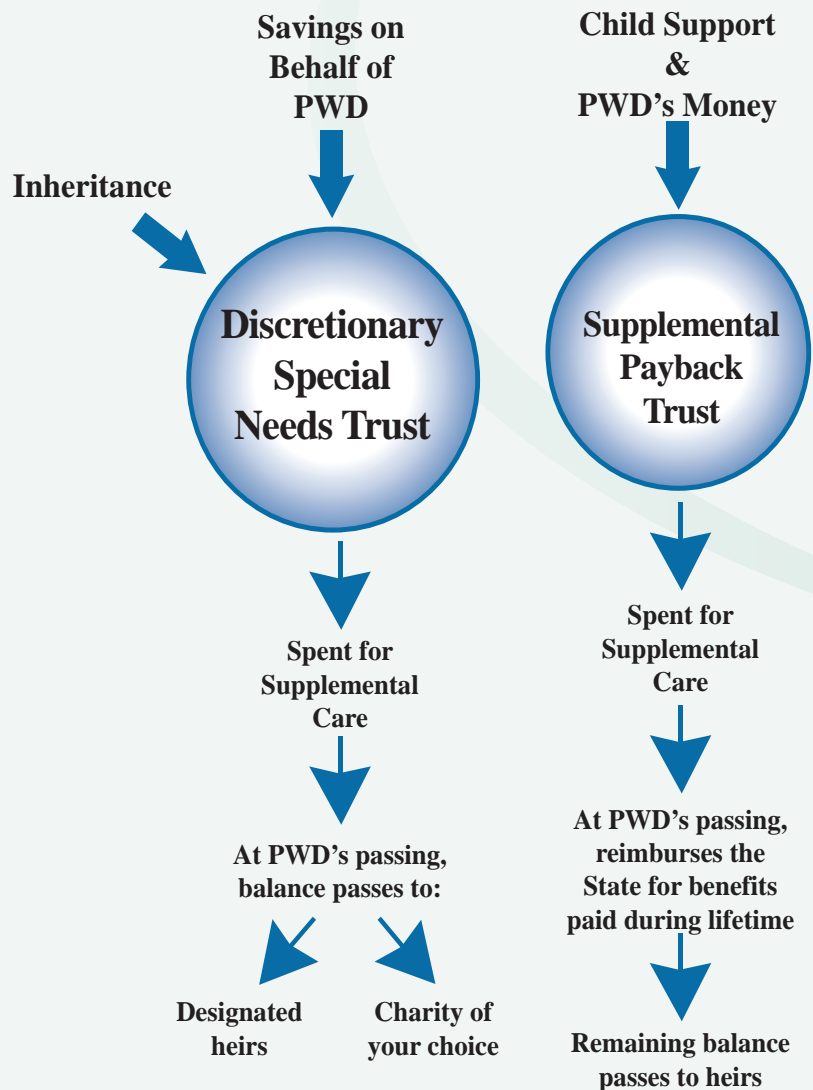 Savings on
Behalf of
PWD
Inheritance
Discretionary
Special
Needs Trust
Spent for
Supplemental
Care
At PWD's passing,
balance passes to:
Designated
heirs
Charity of
your choice
Child Support
&
PWD's Money
Supplemental
Payback
Trust
Spent for
Supplemental
Care
At PWD's passing,
reimburses the
State for benefits
paid during lifetime
Remaining balance
passes to heirs